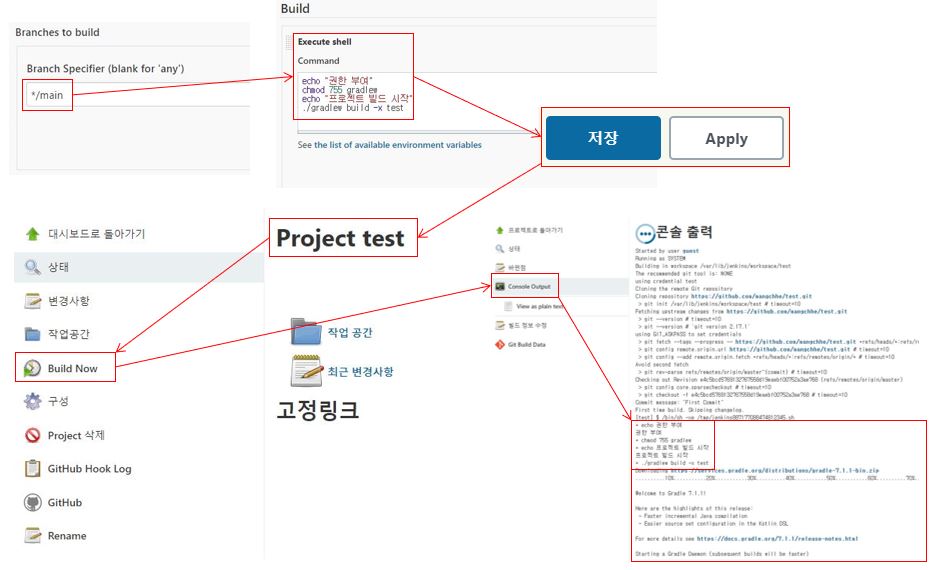 Branches to build
Branch Specifier (blank for 'any')
*/main
Build
Execute shell
Command
echo "권한 부여"
chmod 755 gradlew
echo "프로젝트 빌드 시작"
./gradlew build -x test
See the list of available environment variables
저장
Apply
대시보드로 돌아가기
상태
변경사항
작업공간
Build Now
구성
Project 삭제
GitHub Hook Log
GitHub
Rename
Project test
작업 공간
최근 변경사항
고정링크
프로젝트로 돌아가기
상태
바뀐점
Console Output
View as plain text
빌드 정보 수정
Git Build Data
콘솔 출력
Started by user guest
Running as SYSTEM
Building in workspace /var/lib/jenkins/workspace/test
The recommended git tool is: NONE
using credential test
Cloning the remote Git repository
Cloning repository https://github.com/wangchhe/test.git
> git init /var/lib/jenkins/workspace/test # timeout=10
Fetching upstream changes from https://github.com/wangchhe/test.git
> git --version # timeout=10
> git --version # 'git version 2.17.1'
using GIT_ASKPASS to set credentials
> git fetch --tags --progress -- https://github.com/wangchhe/test.git +refs/heads/*:refs/r
> git config remote.origin.url https://github.com/wangchhe/test.git # timeout=10
> git config --add remote.origin.fetch +refs/heads/*:refs/remotes/origin/* # timeout=10
Avoid second fetch
> git rev-parse refs/remotes/origin/master^{commit} # timeout=10
Checking out Revision (refs/remotes/origin/master)
> git config core.sparsecheckout # timeout=10
> git checkout -f # timeout=10
Commit message: "First Commit"
First time build. Skipping changelog.
[test] $ /bin/sh -xe
+ echo 권한 부여
권한 부여
+ chmod 755 gradlew
+ echo 프로젝트 빌드 시작
프로젝트 빌드 시작
+ ./gradlew build -x test
Downloading https://services.gradle.org/distributions/gradle-7.1.1-bin.zip
..........10%..........20%..........30%..........40%..........50%..........60%..........70%..
Welcome to Gradle 7.1.1!
Here are the highlights of this release:
- Faster incremental Java compilation
- Easier source set configuration in the Kotlin DSL
For more details see https://docs.gradle.org/7.1.1/release-notes.html
Starting a Gradle Daemon (subsequent builds will be faster)